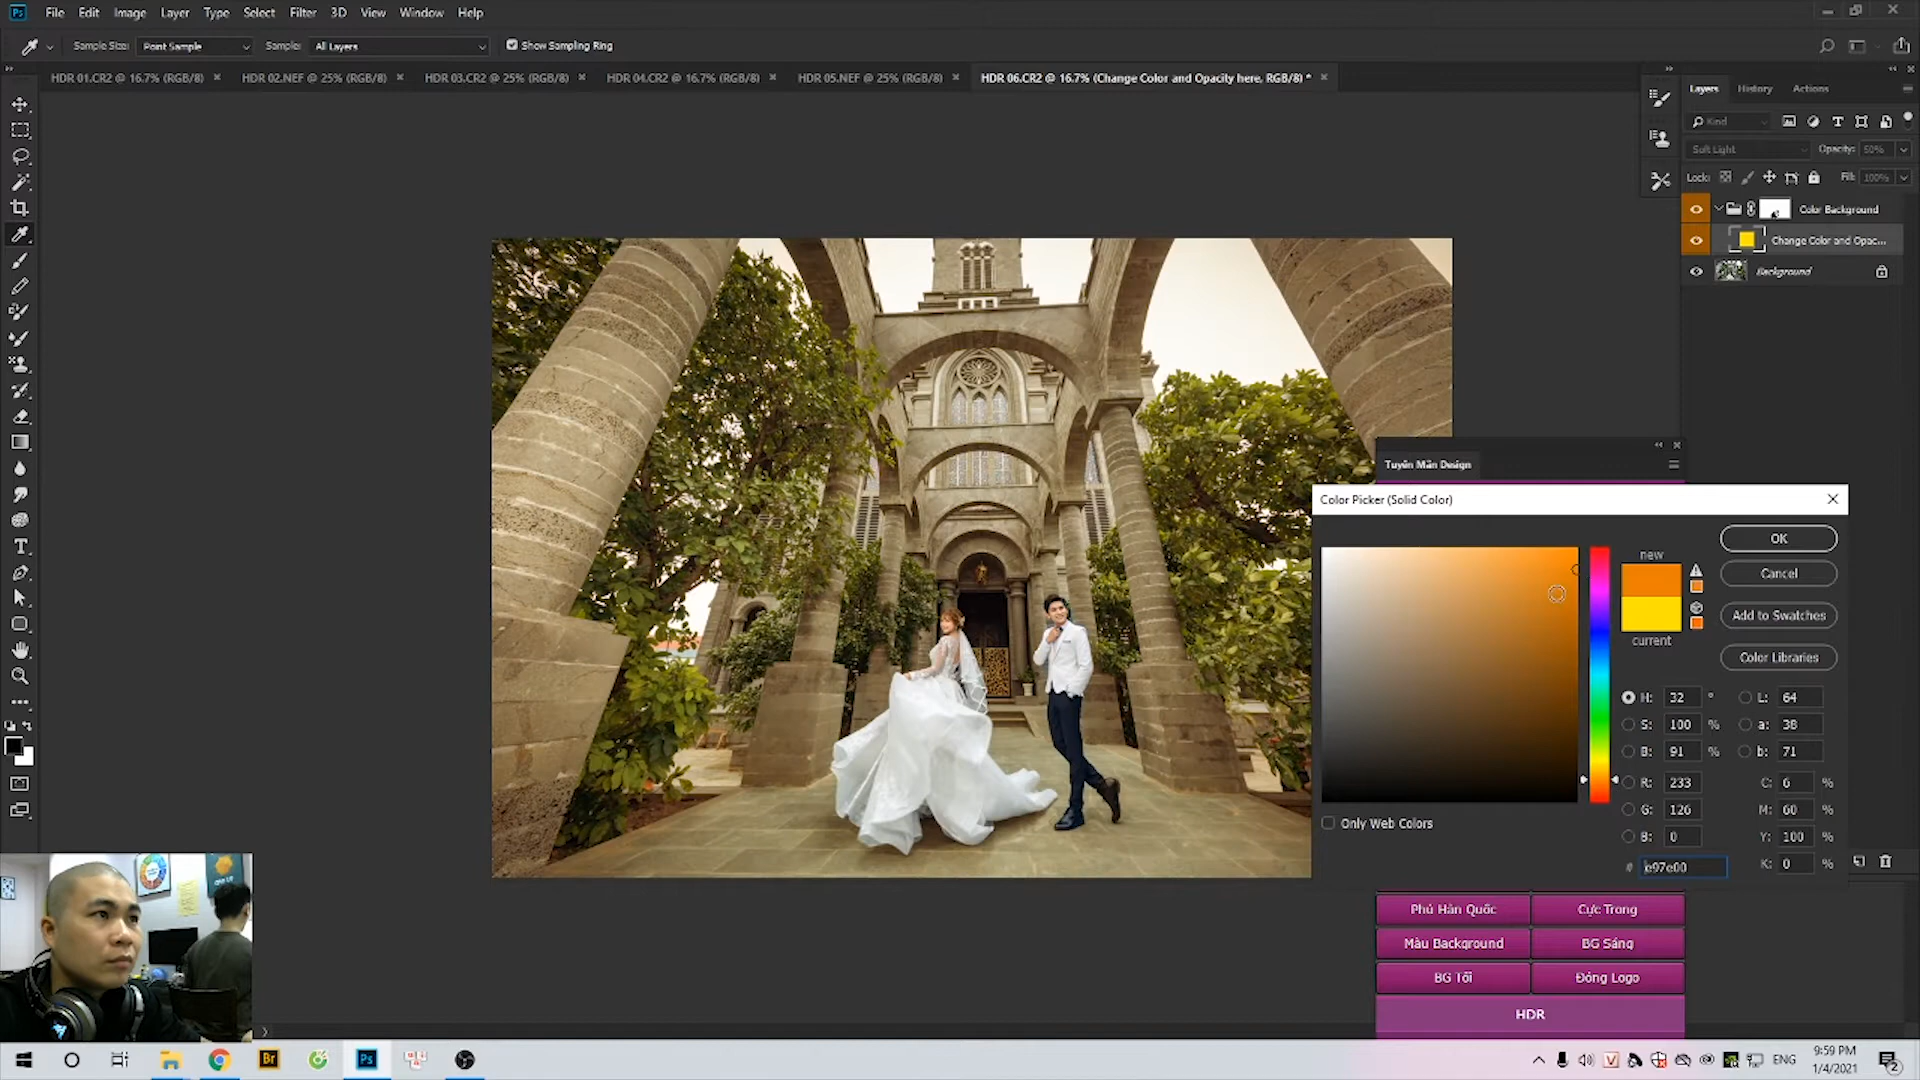 Ps File Edit Image Layer Type Select Filter 3D View Window Help
Sample Size: Point Sample Sample: All Layers Show Sampling Ring
HDR 01.CR2 @ 16.7% (RGB/8) HDR 02.NEF @ 25% (RGB/8) HDR 03.CR2 @ 25% (RGB/8) HDR 04.CR2 @ 16.7% (RGB/8) HDR 05.NEF @ 25% (RGB/8) HDR 06.CR2 @ 16.7% (Change Color and Opacity here, RGB/8) *
Layers History Actions
Kind
Soft Light Opacity: 50%
Lock: Fill: 100%
Color Background
Change Color and Opac...
Background
Tuyên Mãn Design
Color Picker (Solid Color)
new
current
OK
Cancel
Add to Swatches
Color Libraries
H: 32 ° L: 64
S: 100 % a: 38
B: 91 % b: 71
R: 233 C: 6 %
G: 126 M: 60 %
B: 0 Y: 100 %
# e97e00 K: 0 %
Only Web Colors
Phủ Hàn Quốc Cực Trong
Màu Background BG Sáng
BG Tối Đóng Logo
HDR
Br Ps
V ENG
9:59 PM
1/4/2021
2